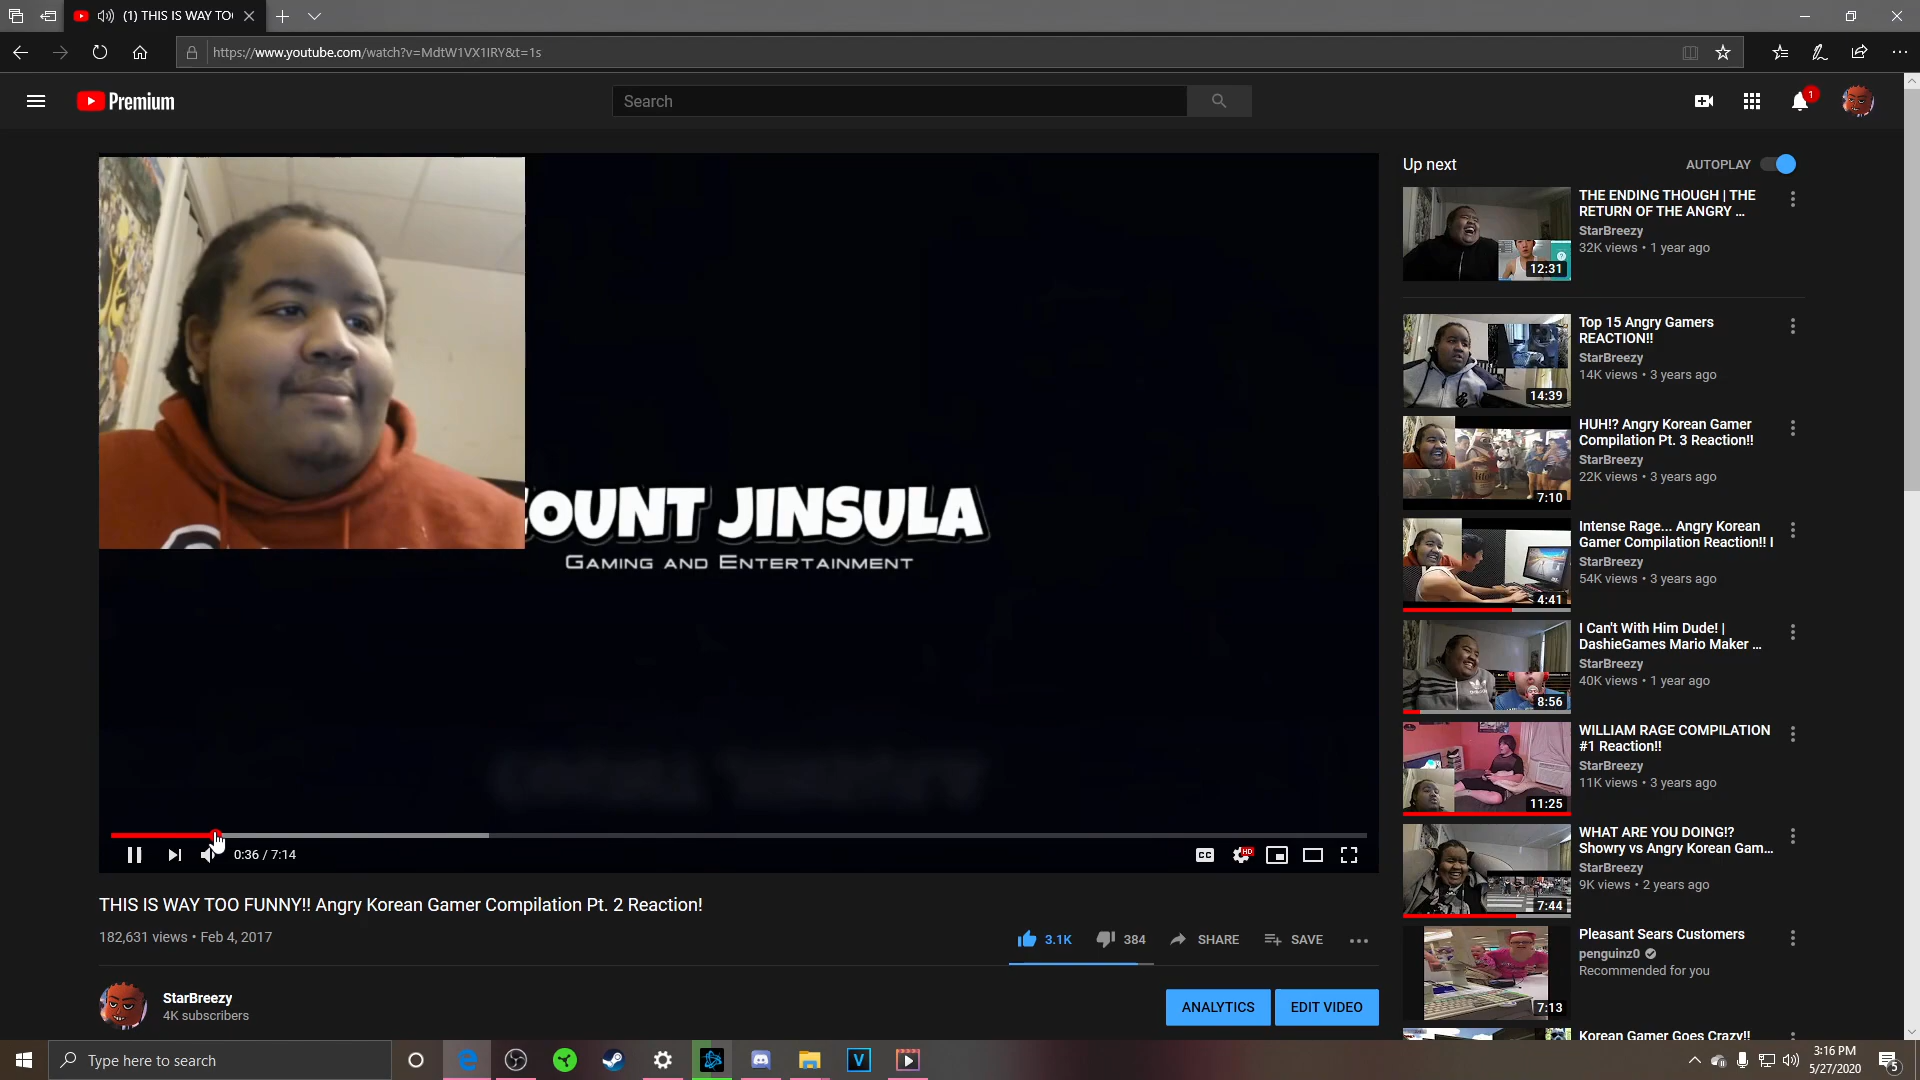 (1) THIS IS WAY TO
https://www.youtube.com/watch?v=MdtW1VX1IRY&t=1s
Premium
Search
1
OUNT JINSULA
GAMING AND ENTERTAINMENT
0:36 / 7:14
CC
HD
THIS IS WAY TOO FUNNY!! Angry Korean Gamer Compilation Pt. 2 Reaction!
182,631 views • Feb 4, 2017
3.1K
384
SHARE
SAVE
StarBreezy
4K subscribers
ANALYTICS
EDIT VIDEO
Up next
AUTOPLAY
THE ENDING THOUGH | THE
RETURN OF THE ANGRY ...
StarBreezy
32K views • 1 year ago
12:31
Top 15 Angry Gamers
REACTION!!
StarBreezy
14K views • 3 years ago
14:39
HUH!? Angry Korean Gamer
Compilation Pt. 3 Reaction!!
StarBreezy
22K views • 3 years ago
7:10
Intense Rage... Angry Korean
Gamer Compilation Reaction!! I
StarBreezy
54K views • 3 years ago
4:41
I Can't With Him Dude! |
DashieGames Mario Maker ...
StarBreezy
40K views • 1 year ago
8:56
WILLIAM RAGE COMPILATION
#1 Reaction!!
StarBreezy
11K views • 3 years ago
11:25
WHAT ARE YOU DOING!?
Showry vs Angry Korean Gam...
StarBreezy
9K views • 2 years ago
7:44
Pleasant Sears Customers
penguinz0
Recommended for you
7:13
Korean Gamer Goes Crazy!!
Type here to search
V
3:16 PM
5/27/2020
5